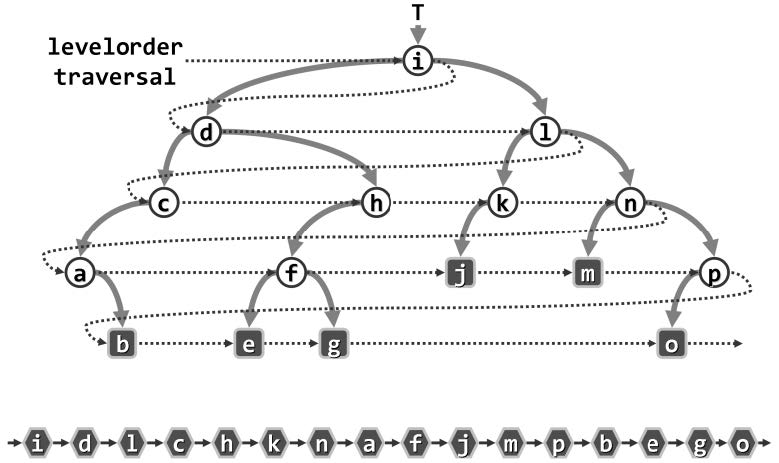 T
levelorder
traversal
i
d l
c h k n
a f j m p
b e g o
i d l c h k n a f j m p b e g o